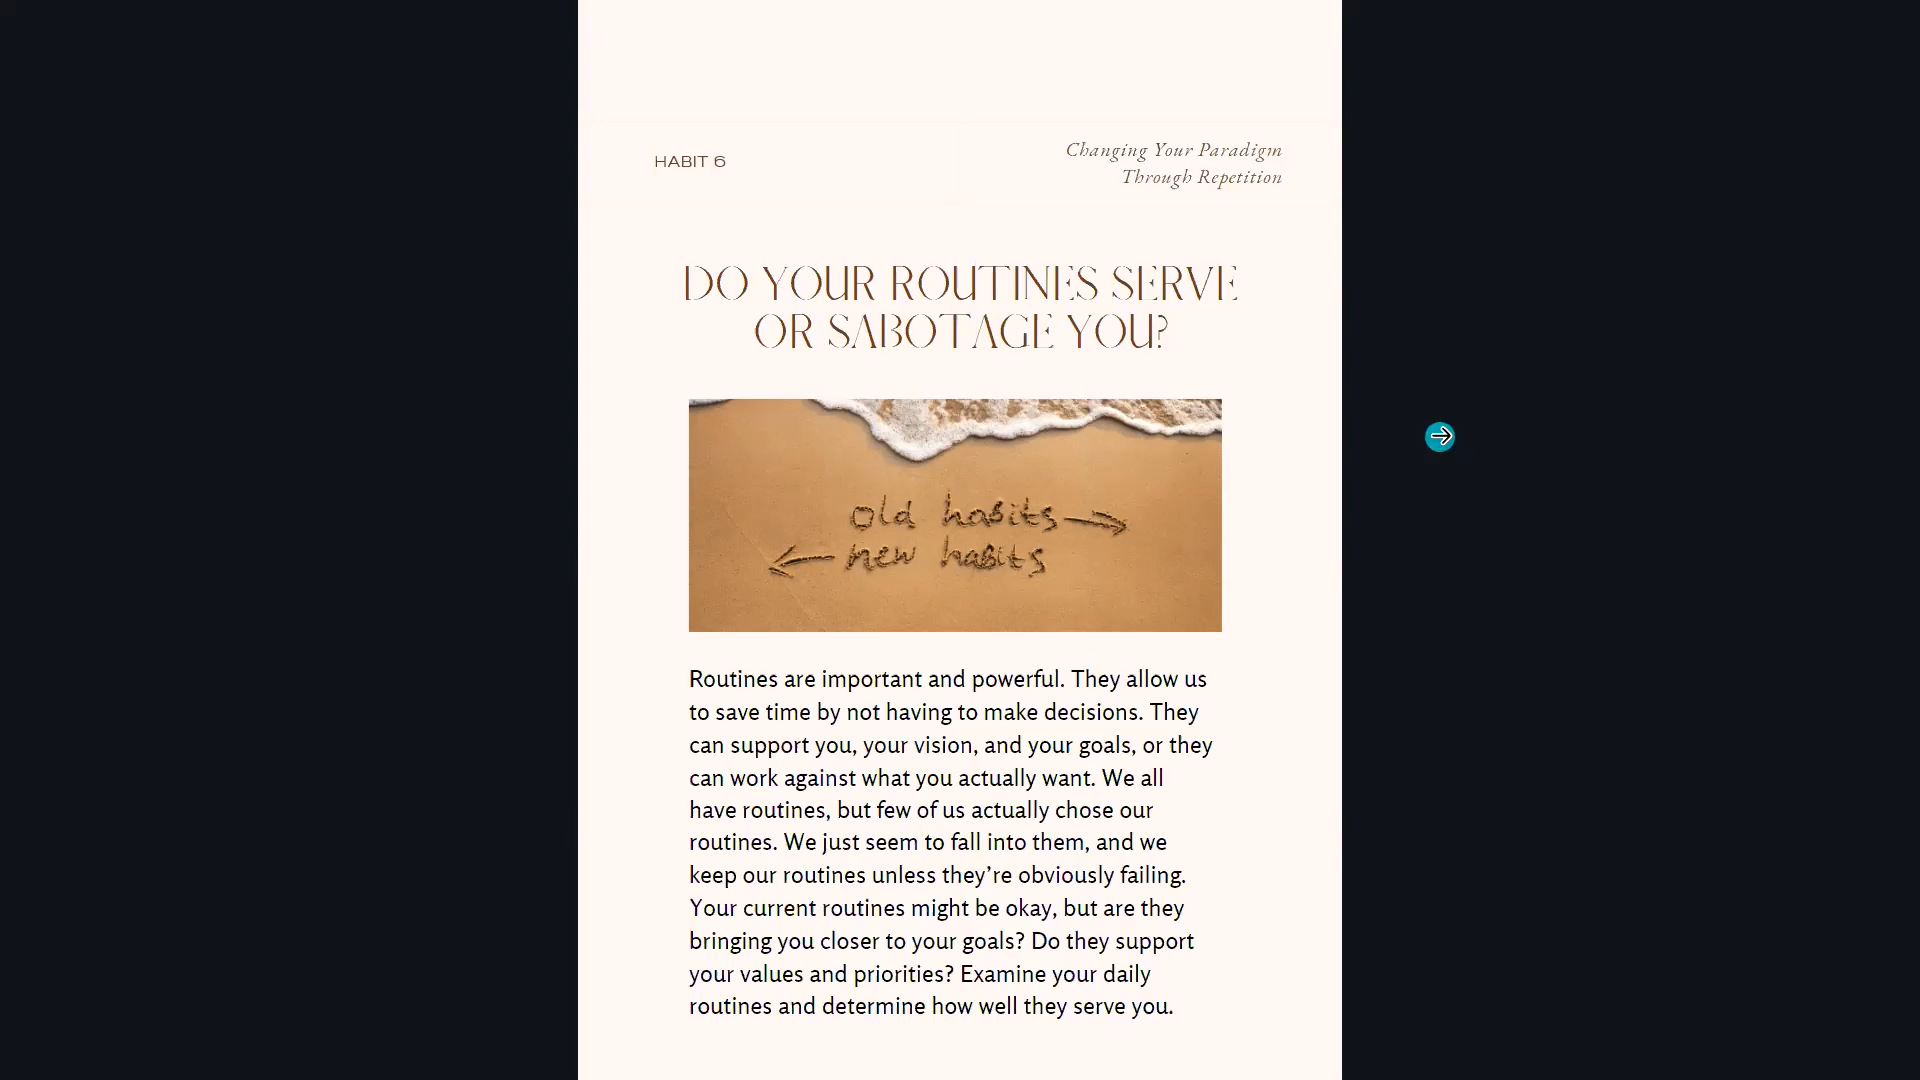 HABIT 6
Changing Your Paradigm
Through Repetition
DO YOUR ROUTINES SERVE
OR SABOTAGE YOU?
old habits
new habits
Routines are important and powerful. They allow us
to save time by not having to make decisions. They
can support you, your vision, and your goals, or they
can work against what you actually want. We all
have routines, but few of us actually chose our
routines. We just seem to fall into them, and we
keep our routines unless they’re obviously failing.
Your current routines might be okay, but are they
bringing you closer to your goals? Do they support
your values and priorities? Examine your daily
routines and determine how well they serve you.